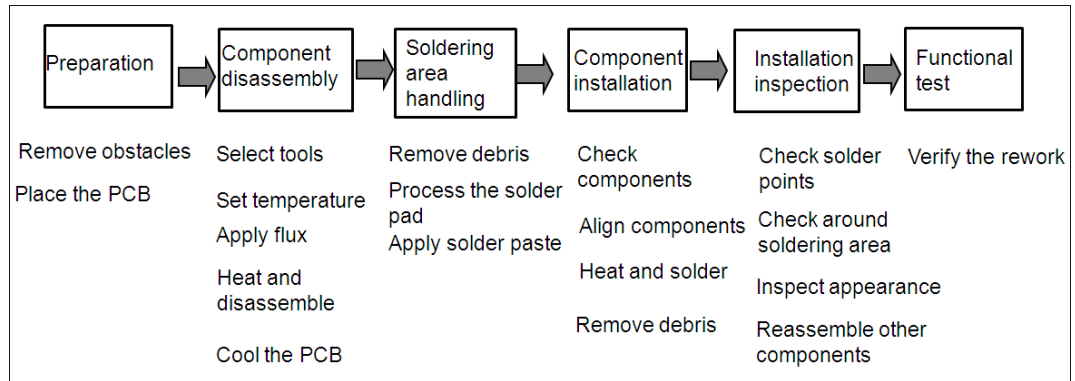 Preparation
Component
disassembly
Soldering
area
handling
Component
installation
Installation
inspection
Functional
test
Remove obstacles
Place the PCB
Select tools
Set temperature
Apply flux
Heat and
disassemble
Cool the PCB
Remove debris
Process the solder
pad
Apply solder paste
Check
components
Align components
Heat and solder
Remove debris
Check solder
points
Check around
soldering area
Inspect appearance
Reassemble other
components
Verify the rework